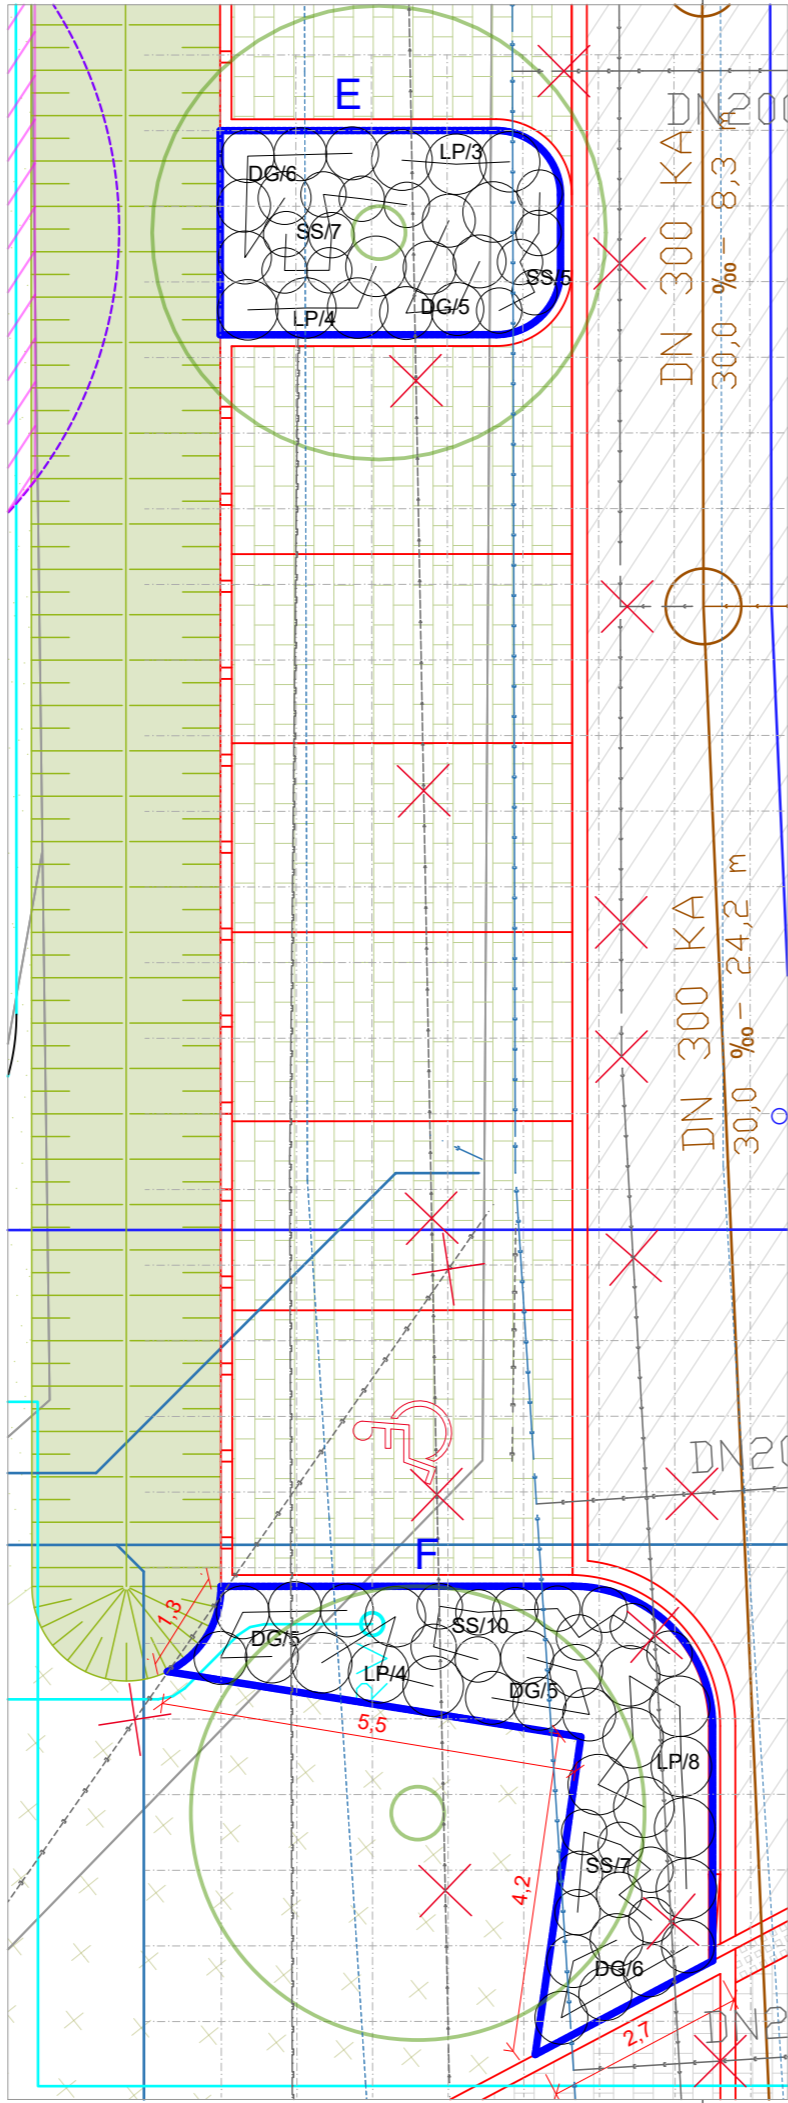 E
DN200
LP/3
DG/6
DN 300 KA
30,0 ‰ - 8,3 m
SS/7
SS/5
DG/5
LP/4
DN 300 KA
30,0 ‰ - 24,2 m
DN20
F
1,3
DG/5
SS/10
LP/4
DG/5
5,5
LP/8
SS/7
4,2
DG/6
2,7
DN2